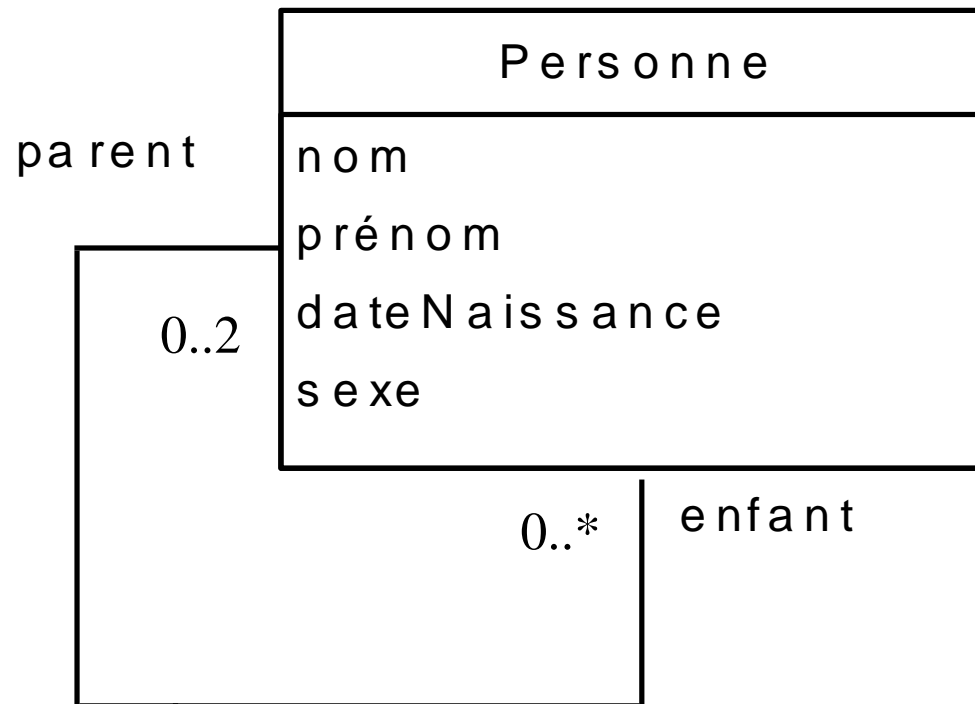 Personne
parent
nom
prénom
dateNaissance
0..2
sexe
0..*
enfant